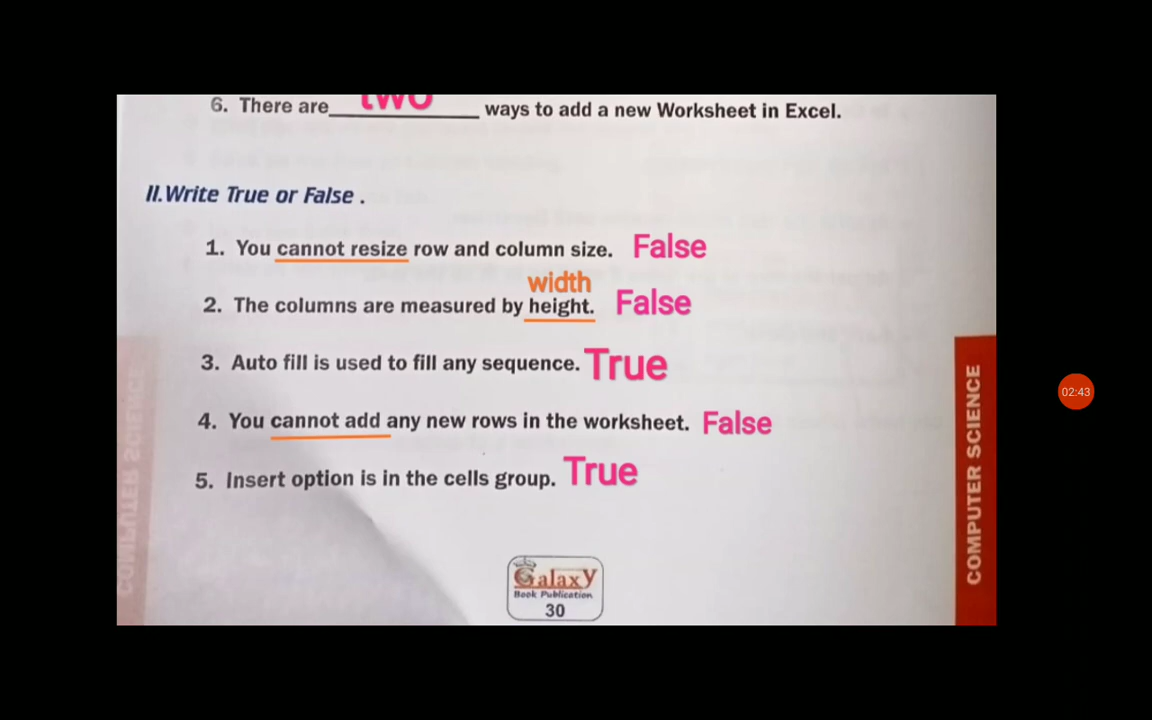 6. There are two ways to add a new Worksheet in Excel.
II.Write True or False .
1. You cannot resize row and column size. False
width
2. The columns are measured by height. False
3. Auto fill is used to fill any sequence. True
4. You cannot add any new rows in the worksheet. False
5. Insert option is in the cells group. True
Galaxy
Book Publication
30
COMPUTER SCIENCE
02:43